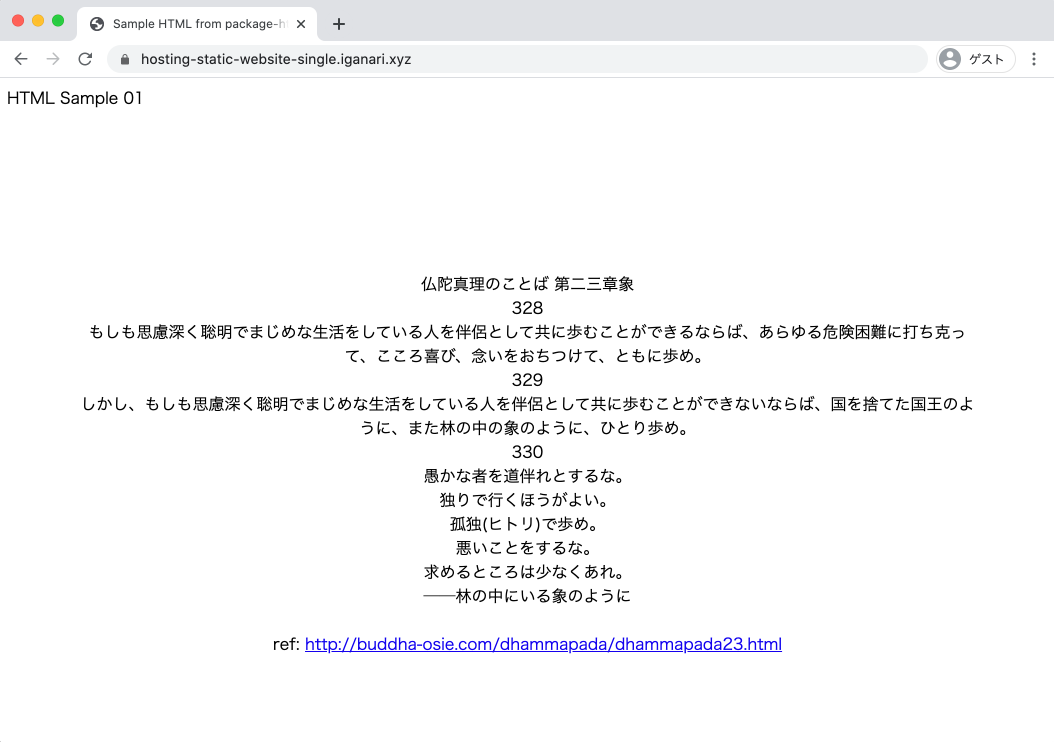 Sample HTML from package-h
hosting-static-website-single.iganari.xyz
ゲスト
HTML Sample 01
仏陀真理のことば 第二三章象
328
もしも思慮深く聡明でまじめな生活をしている人を伴侶として共に歩むことができるならば、あらゆる危険困難に打ち克っ
て、こころ喜び、念いをおちつけて、ともに歩め。
329
しかし、もしも思慮深く聡明でまじめな生活をしている人を伴侶として共に歩むことができないならば、国を捨てた国王のよ
うに、また林の中の象のように、ひとり歩め。
330
愚かな者を道伴れとするな。
独りで行くほうがよい。
孤独(ヒトリ)で歩め。
悪いことをするな。
求めるところは少なくあれ。
──林の中にいる象のように
ref: http://buddha-osie.com/dhammapada/dhammapada23.html